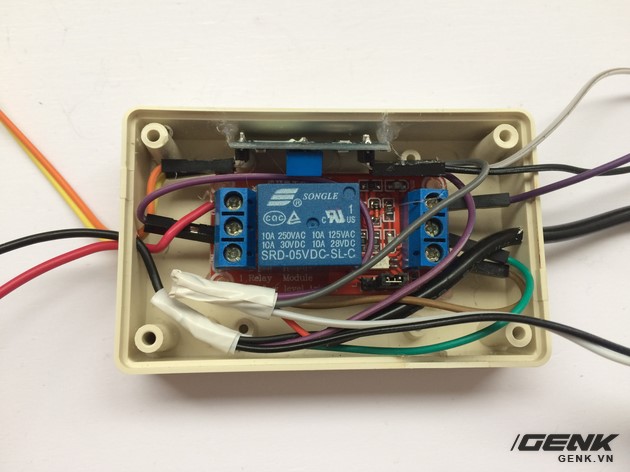 SONGLE
®
CQC
C US
10A 250VAC 10A 125VAC
10A 30VDC 10A 28VDC
SRD-05VDC-SL-C
1 Relay Module
GENK
GENK.VN